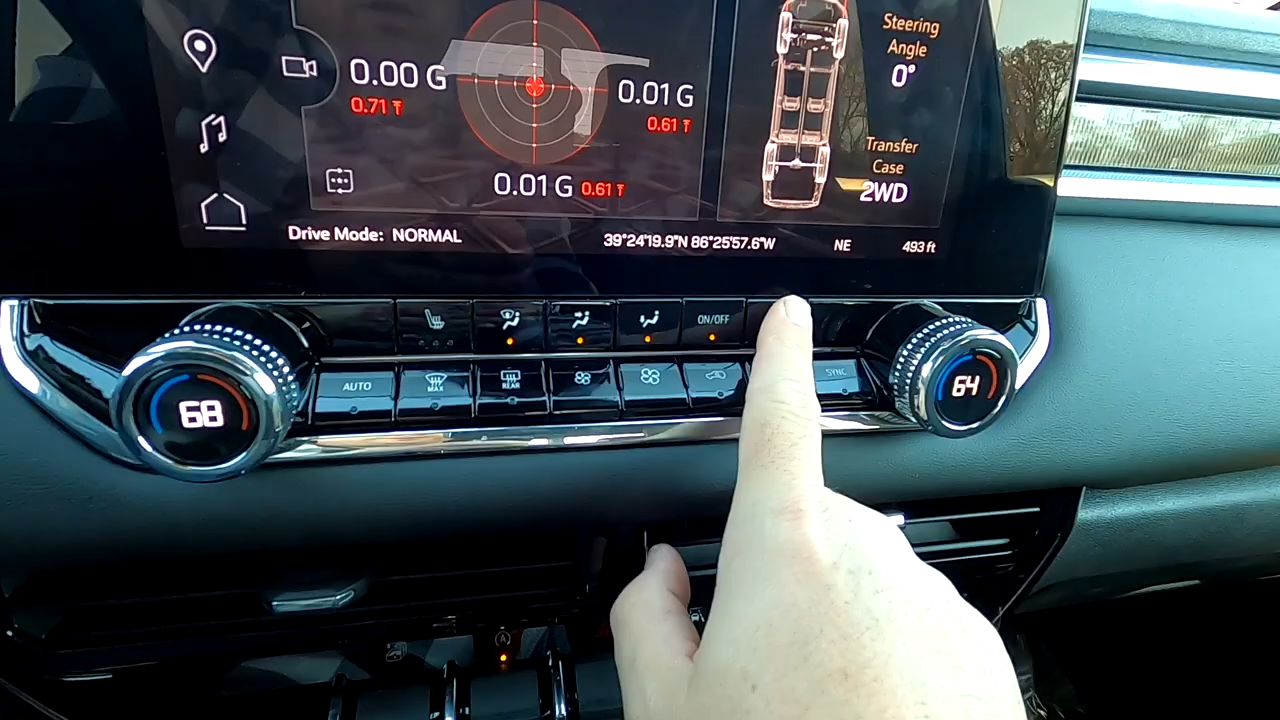 Steering
Angle
0°
0.00 G
0.71
0.01 G
0.61
Transfer
Case
2WD
0.01 G 0.61
Drive Mode: NORMAL
39°24'19.9"N 86°25'57.6"W
NE
493 ft
ON/OFF
68
AUTO
MAX
REAR
SYNC
64
A